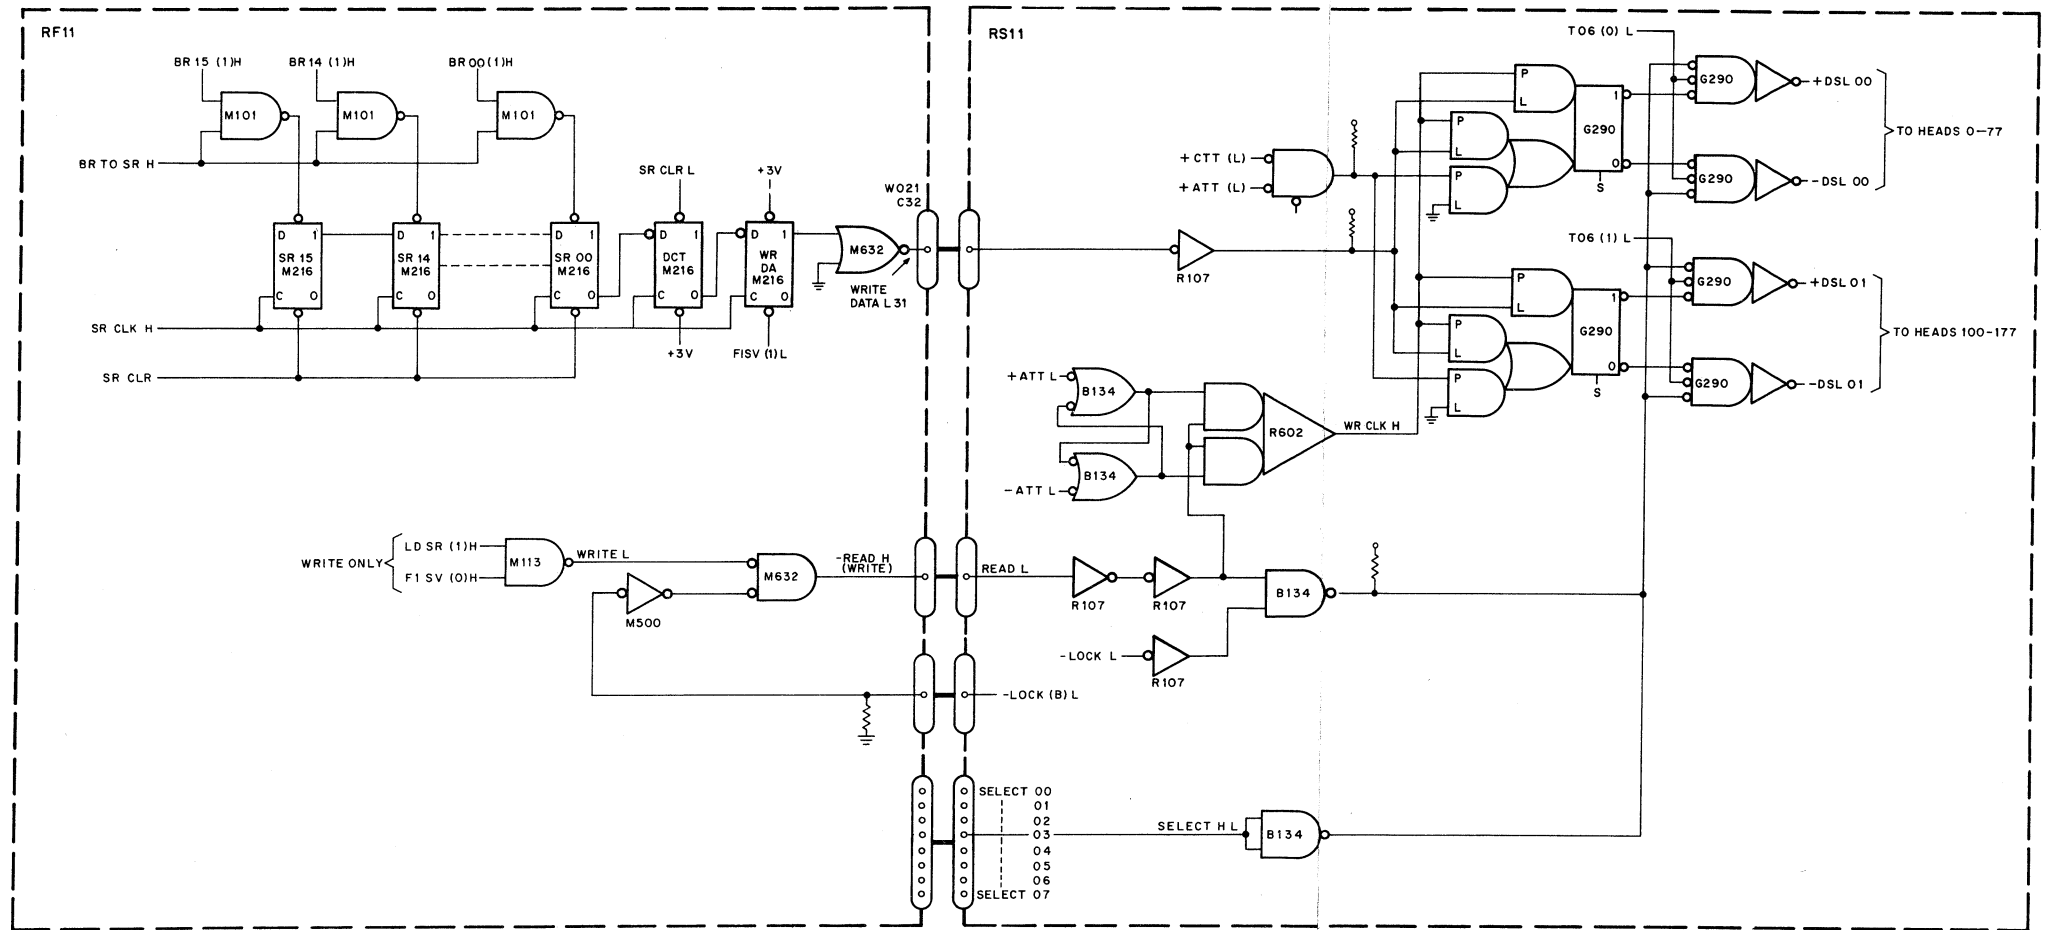 RF11
RS11
BR 15 (1)H
BR 14 (1)H
BR 00 (1)H
M101
M101
M101
BR TO SR H
D 1
SR 15
M216
C 0
D 1
SR 14
M216
C 0
D 1
SR 00
M216
C 0
SR CLR L
D 1
DCT
M216
C 0
+3V
+3V
D 1
WR
DA
M216
C 0
F1SV (1) L
M632
WRITE
DATA L 31
W021
C32
SR CLK H
SR CLR
WRITE ONLY
LD SR (1)H
F1 SV (0)H
M113
WRITE L
M500
M632
-READ H
(WRITE)
READ L
R107
R107
-LOCK L
R107
B134
-LOCK (B) L
SELECT 00
01
02
03
04
05
06
SELECT 07
SELECT H L
B134
+CTT (L)
+ATT (L)
R107
+ATT L
B134
-ATT L
B134
R602
WR CLK H
P
L
P
L
P
L
1
G290
0
S
P
L
P
L
P
L
1
G290
0
S
T06 (0) L
G290
+DSL 00
G290
-DSL 00
TO HEADS 0-77
T06 (1) L
G290
+DSL 01
G290
-DSL 01
TO HEADS 100-177